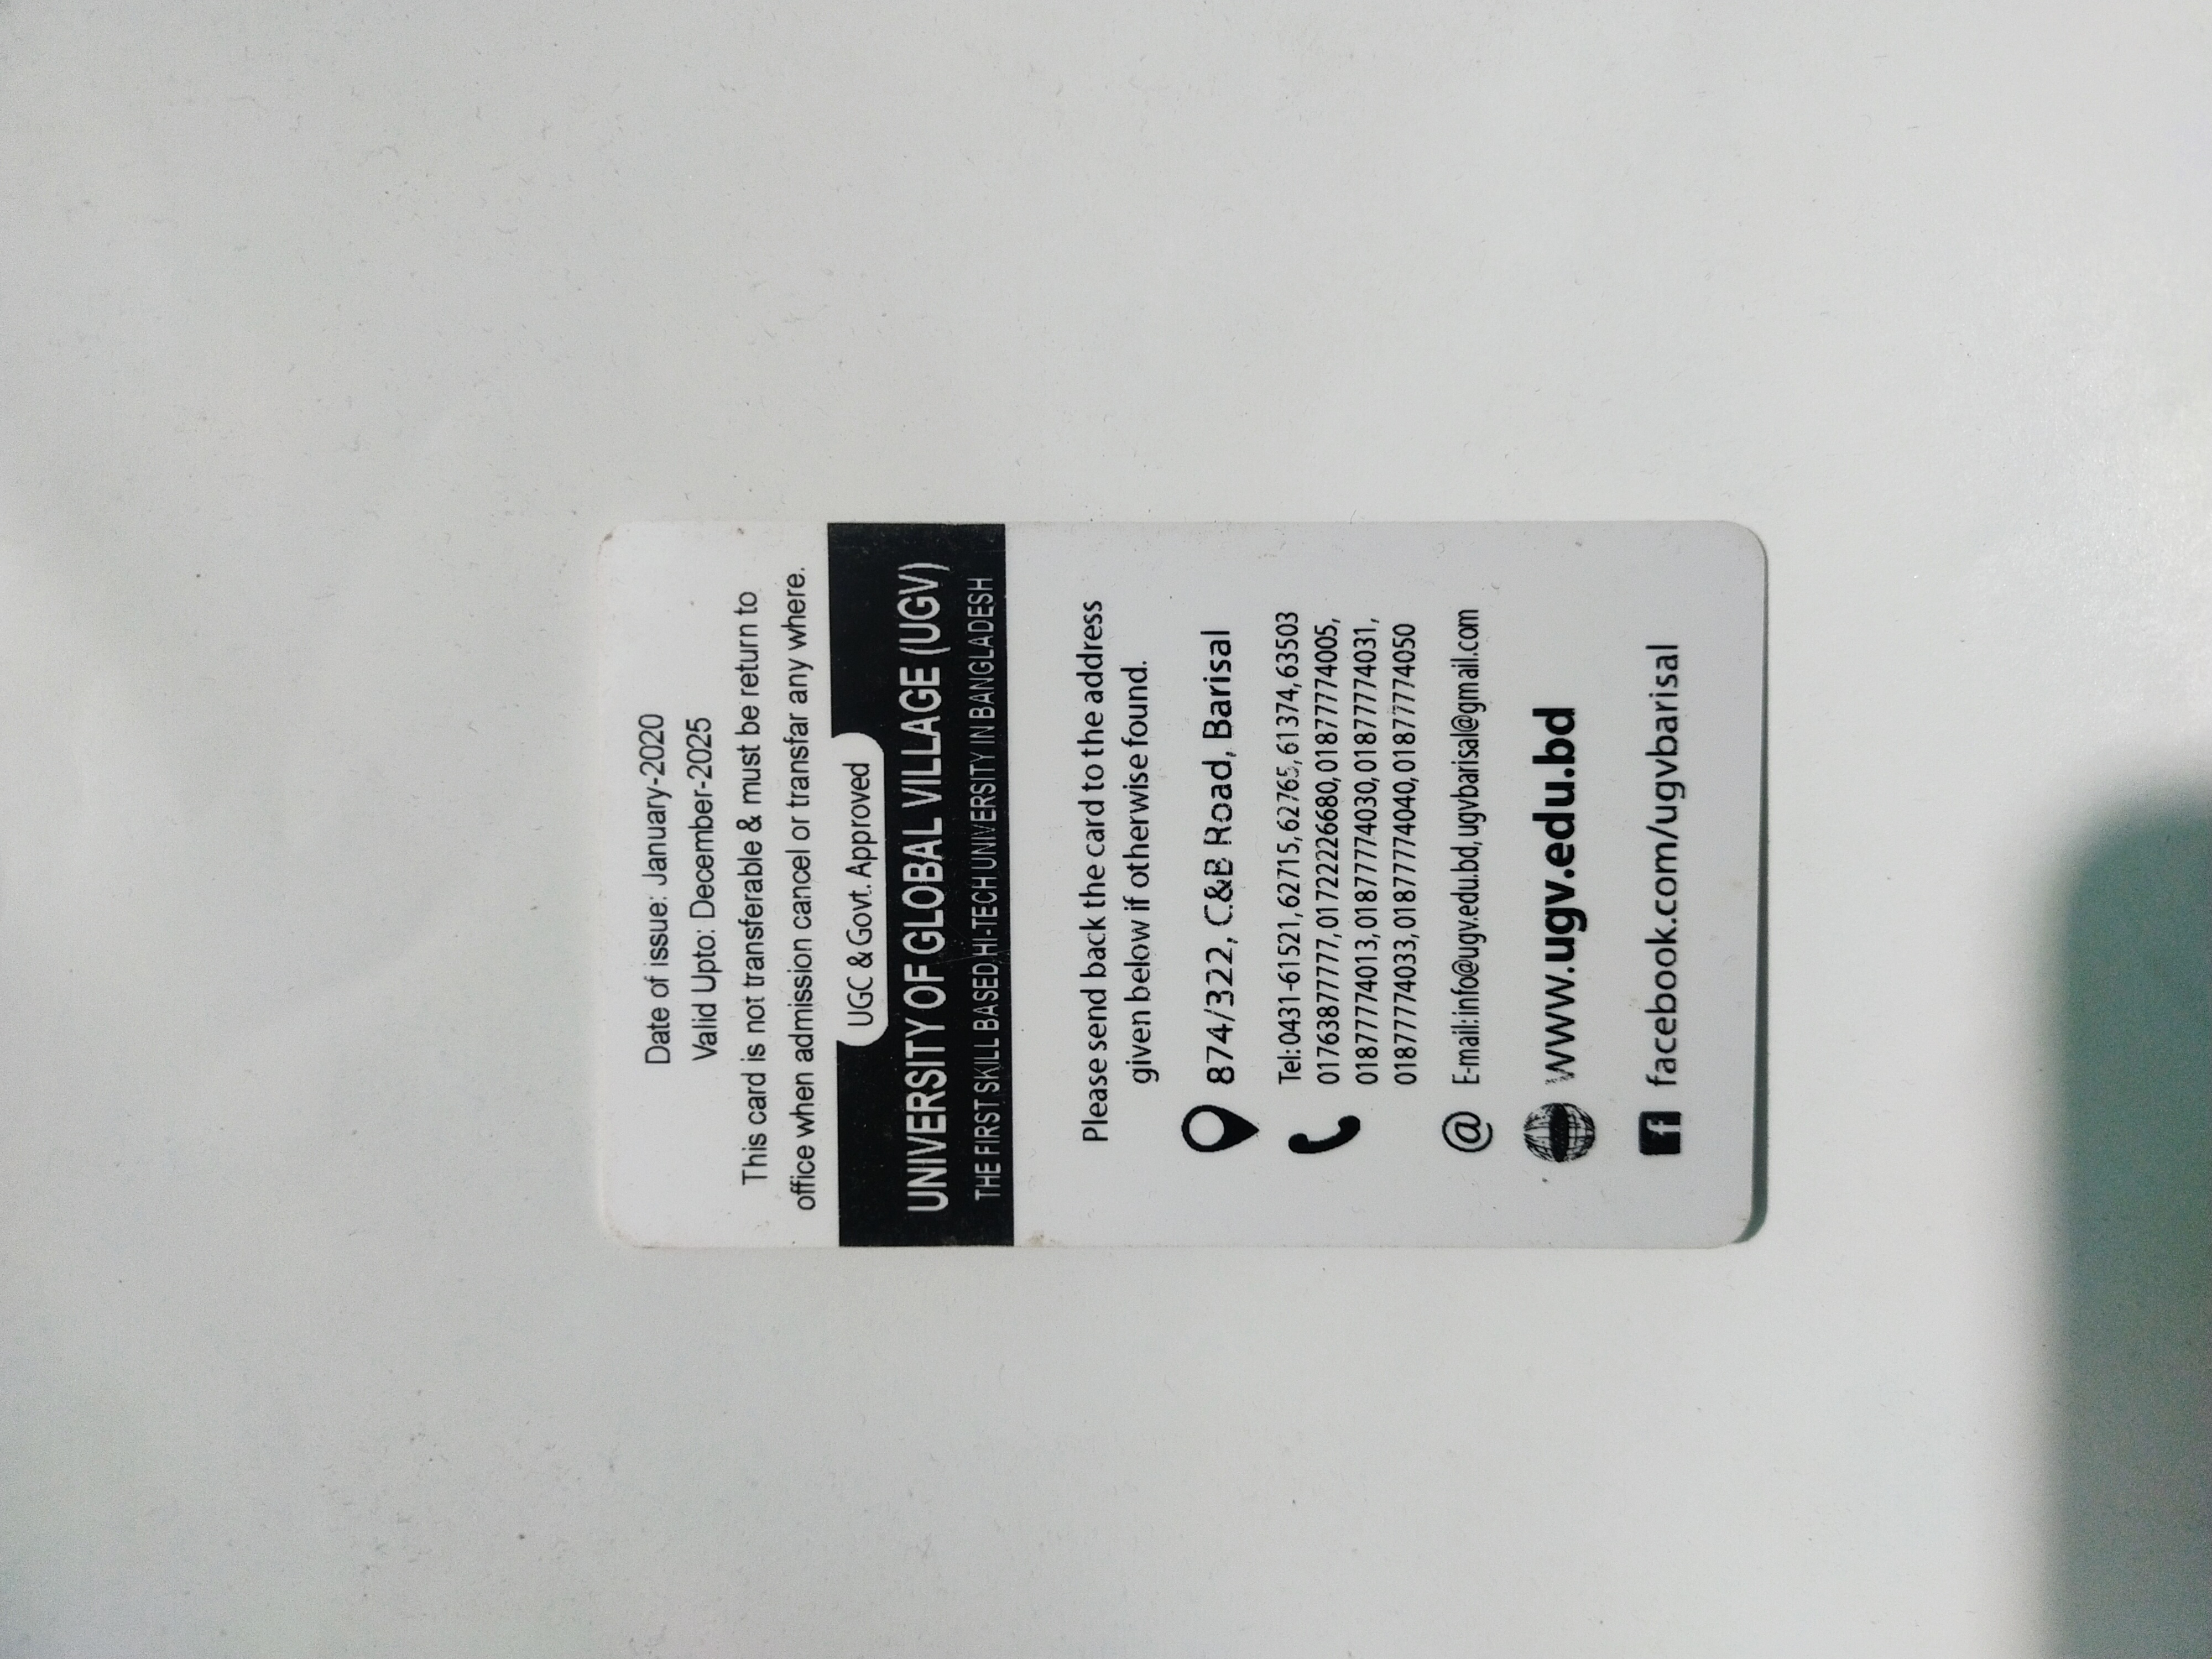 Date of issue: January-2020
Valid Upto: December-2025
This card is not transferable & must be return to
office when admission cancel or transfar any where.
UGC & Govt. Approved
UNIVERSITY OF GLOBAL VILLAGE (UGV)
THE FIRST SKILL BASED HI-TECH UNIVERSITY IN BANGLADESH
Please send back the card to the address
given below if otherwise found.
874/322, C&B Road, Barisal
Tel: 0431-61521, 62715, 62765, 61374, 63503
01763877777, 01722226680, 01877774005,
01877774013, 01877774030, 01877774031,
01877774033, 01877774040, 01877774050
@ E-mail: info@ugv.edu.bd, ugvbarisal@gmail.com
www.ugv.edu.bd
f facebook.com/ugvbarisal